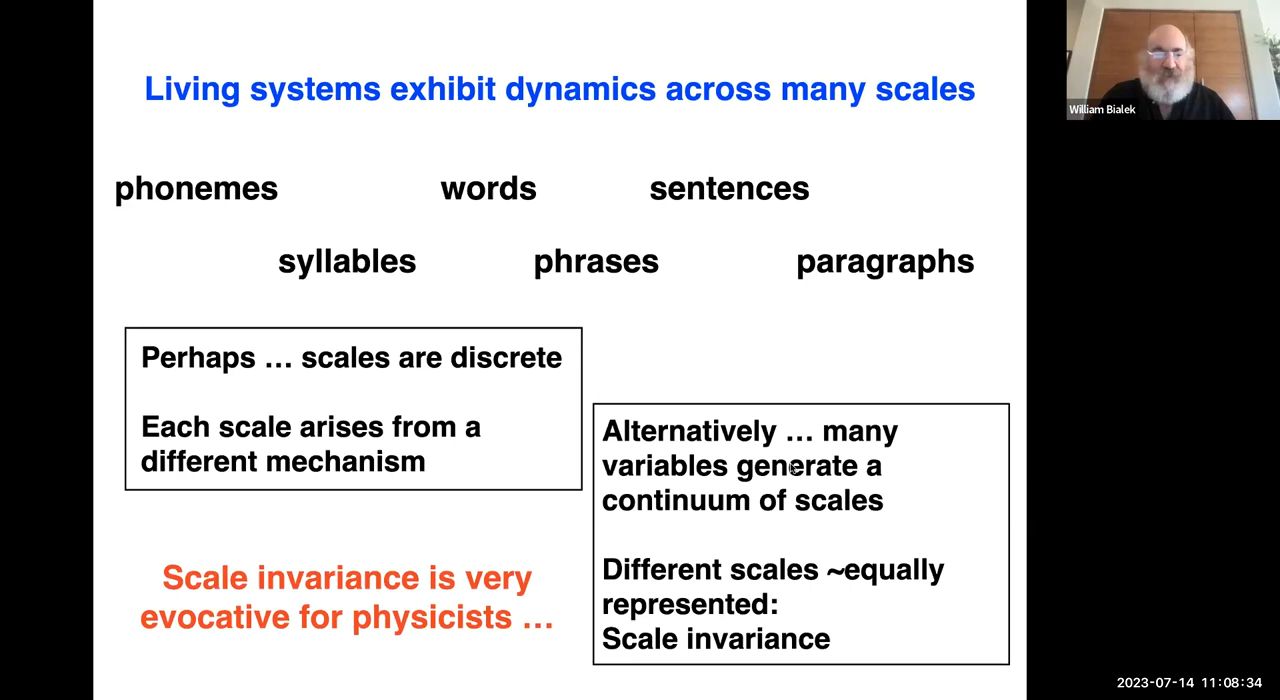 Living systems exhibit dynamics across many scales
phonemes words sentences
syllables phrases paragraphs
Perhaps … scales are discrete
Each scale arises from a
different mechanism
Alternatively … many
variables generate a
continuum of scales
Different scales ~equally
represented:
Scale invariance
Scale invariance is very
evocative for physicists …
William Bialek
2023-07-14 11:08:34